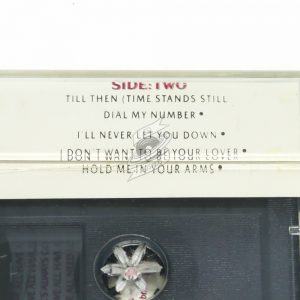 SIDE: TWO
TILL THEN (TIME STANDS STILL
DIAL MY NUMBER •
I'LL NEVER LET YOU DOWN •
I DON'T WANT TO BE YOUR LOVER •
HOLD ME IN YOUR ARMS •